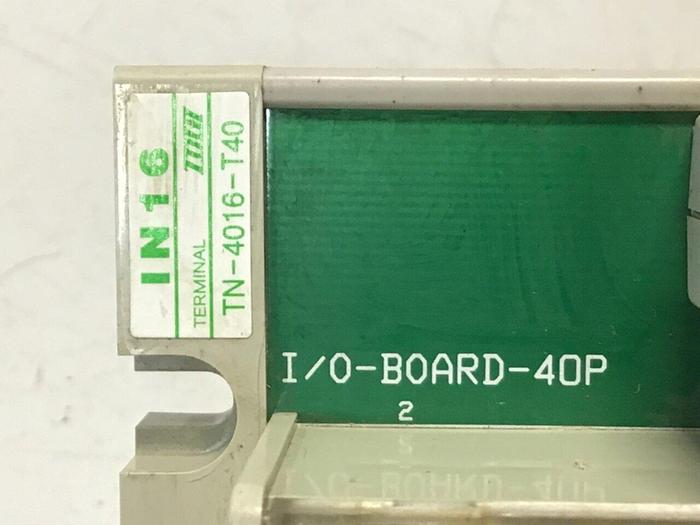 IN16
TERMINAL
TN-4016-T40
I/O-BOARD-40P
2